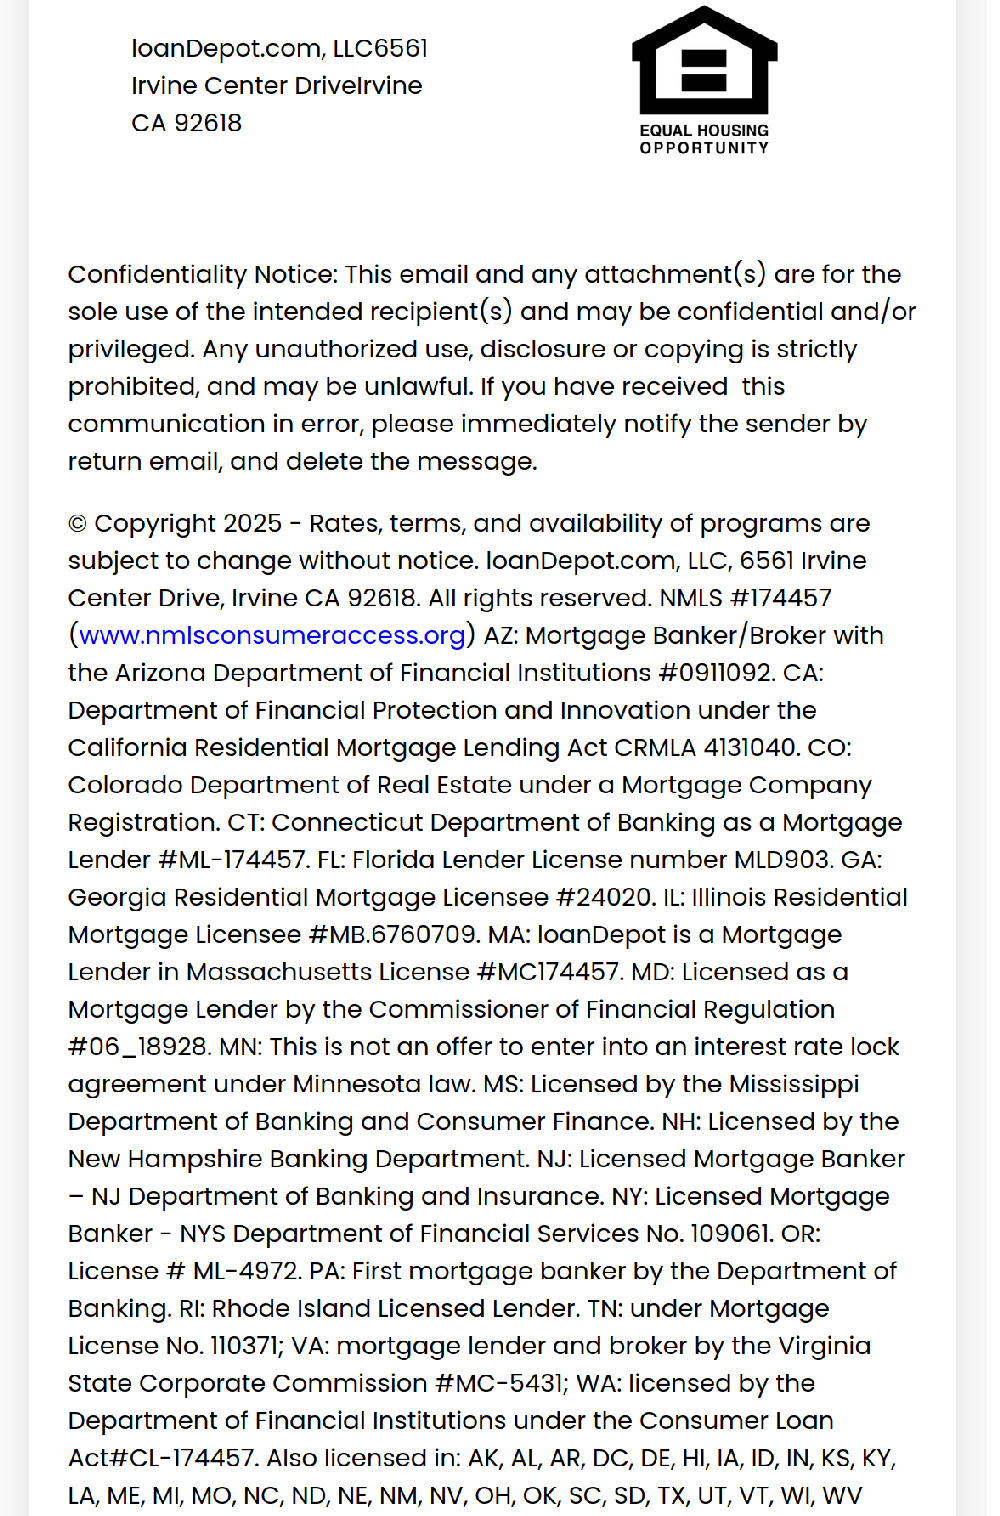 loanDepot.com, LLC6561
Irvine Center DriveIrvine
CA 92618
EQUAL HOUSING
OPPORTUNITY
Confidentiality Notice: This email and any attachment(s) are for the
sole use of the intended recipient(s) and may be confidential and/or
privileged. Any unauthorized use, disclosure or copying is strictly
prohibited, and may be unlawful. If you have received  this
communication in error, please immediately notify the sender by
return email, and delete the message.
© Copyright 2025 - Rates, terms, and availability of programs are
subject to change without notice. loanDepot.com, LLC, 6561 Irvine
Center Drive, Irvine CA 92618. All rights reserved. NMLS #174457
(www.nmlsconsumeraccess.org) AZ: Mortgage Banker/Broker with
the Arizona Department of Financial Institutions #0911092. CA:
Department of Financial Protection and Innovation under the
California Residential Mortgage Lending Act CRMLA 4131040. CO:
Colorado Department of Real Estate under a Mortgage Company
Registration. CT: Connecticut Department of Banking as a Mortgage
Lender #ML-174457. FL: Florida Lender License number MLD903. GA:
Georgia Residential Mortgage Licensee #24020. IL: Illinois Residential
Mortgage Licensee #MB.6760709. MA: loanDepot is a Mortgage
Lender in Massachusetts License #MC174457. MD: Licensed as a
Mortgage Lender by the Commissioner of Financial Regulation
#06_18928. MN: This is not an offer to enter into an interest rate lock
agreement under Minnesota law. MS: Licensed by the Mississippi
Department of Banking and Consumer Finance. NH: Licensed by the
New Hampshire Banking Department. NJ: Licensed Mortgage Banker
– NJ Department of Banking and Insurance. NY: Licensed Mortgage
Banker - NYS Department of Financial Services No. 109061. OR:
License # ML-4972. PA: First mortgage banker by the Department of
Banking. RI: Rhode Island Licensed Lender. TN: under Mortgage
License No. 110371; VA: mortgage lender and broker by the Virginia
State Corporate Commission #MC-5431; WA: licensed by the
Department of Financial Institutions under the Consumer Loan
Act#CL-174457. Also licensed in: AK, AL, AR, DC, DE, HI, IA, ID, IN, KS, KY,
LA, ME, MI, MO, NC, ND, NE, NM, NV, OH, OK, SC, SD, TX, UT, VT, WI, WV